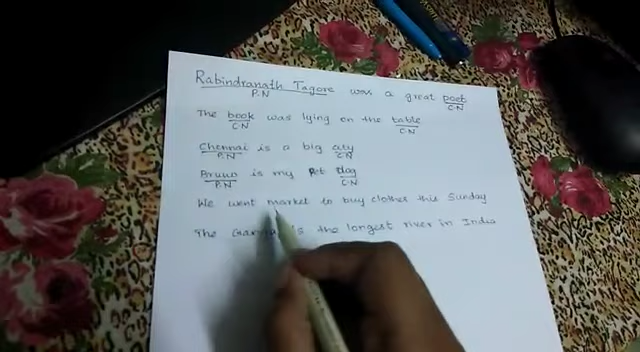 Rabindranath Tagore was a great poet
P.N C.N
The book was lying on the table
C.N C.N
Chennai is a big city
P.N C.N
Bruno is my Pet dog
P.N C.N
We went market to buy clothes this Sunday
The is the longest river in India